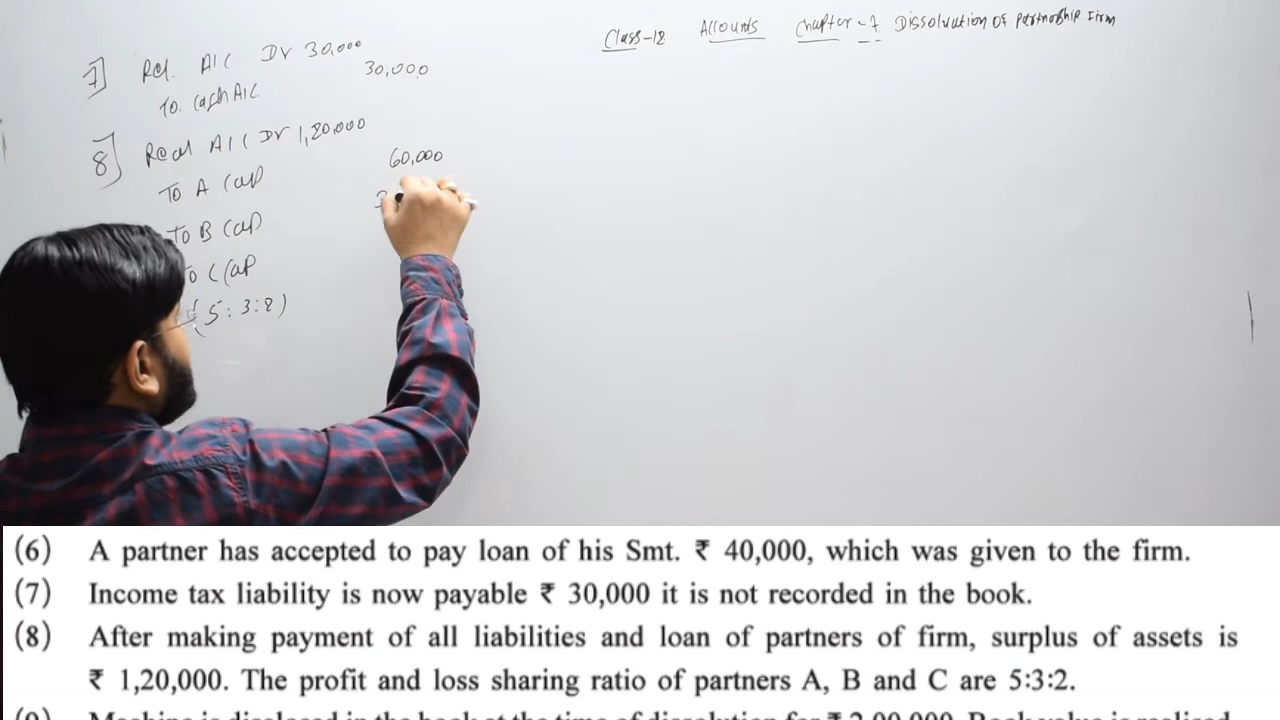 Class-12 Accounts Chapter-7 Dissolvation of Partnership Firm
7] Rel. A/C Dr 30,000
To. Cash A/C. 30,000
8] Real A/C Dr 1,20,000
To A Cap 60,000
To B Cap 3
To C Cap
(5:3:2)
(6) A partner has accepted to pay loan of his Smt. ₹ 40,000, which was given to the firm.
(7) Income tax liability is now payable ₹ 30,000 it is not recorded in the book.
(8) After making payment of all liabilities and loan of partners of firm, surplus of assets is
₹ 1,20,000. The profit and loss sharing ratio of partners A, B and C are 5:3:2.